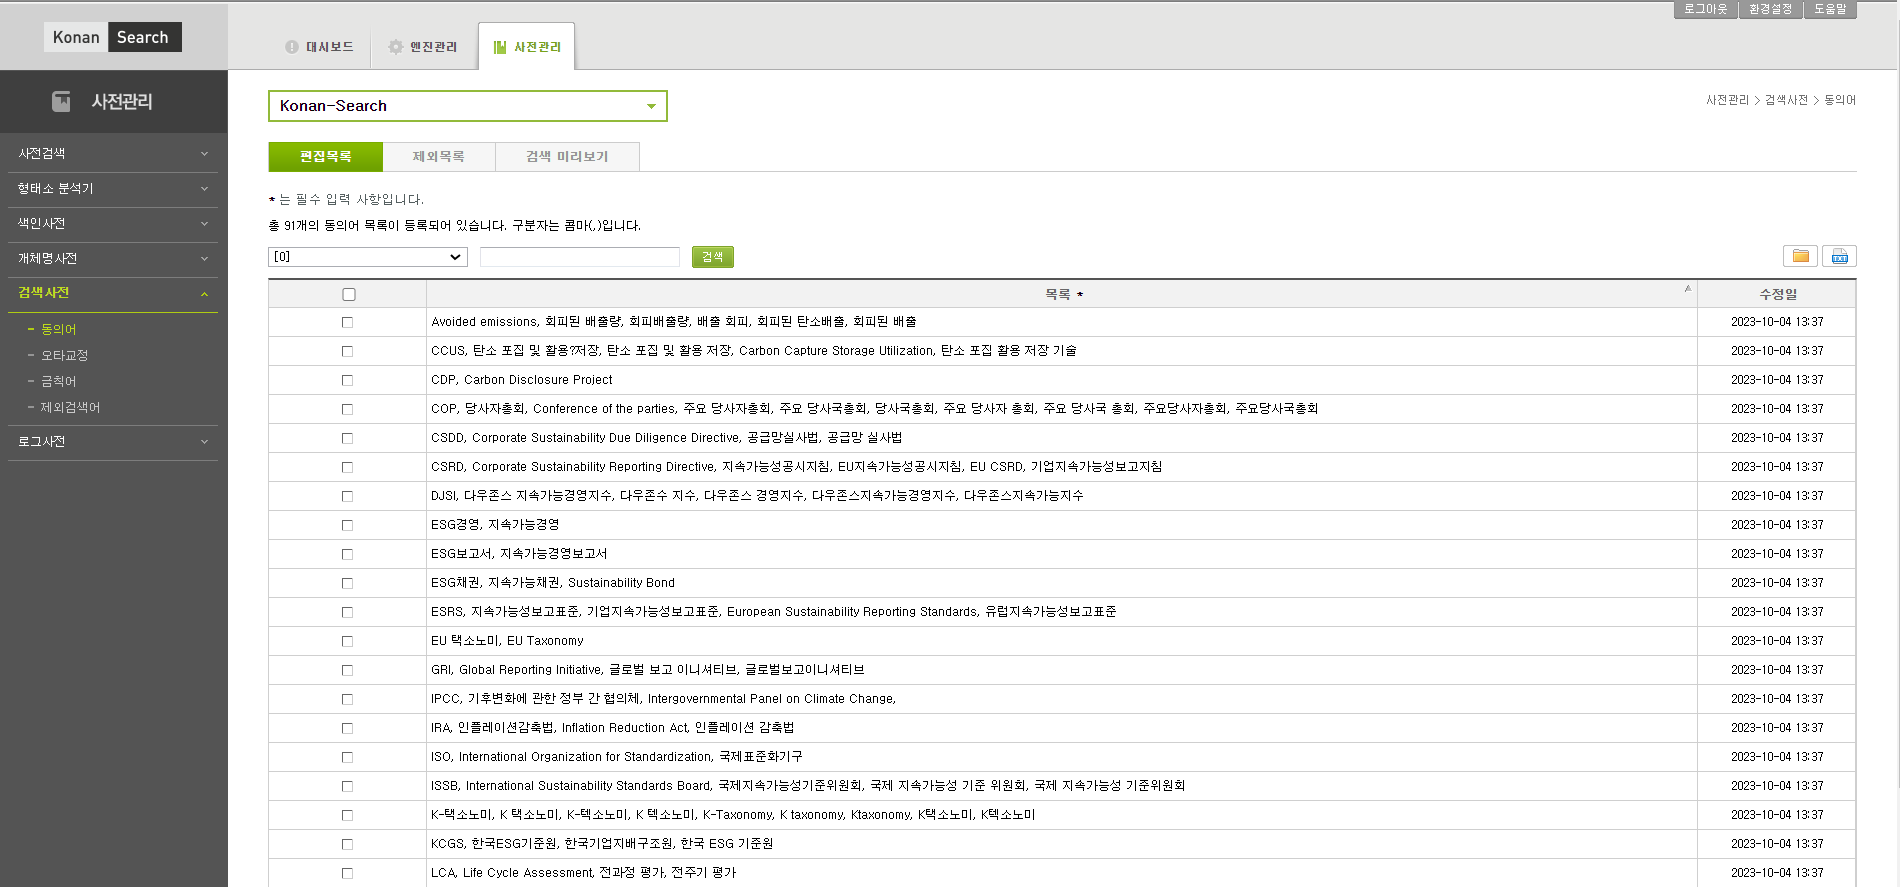 로그아웃 환경설정 도움말
Konan Search
대시보드 엔진관리 사전관리
사전관리
Konan-Search
사전관리 > 검색사전 > 동의어
편집목록 제외목록 검색 미리보기
사전검색
형태소 분석기
색인사전
개체명사전
검색사전
- 동의어
- 오타교정
- 금칙어
- 제외검색어
로그사전
* 는 필수 입력 사항입니다.
총 91개의 동의어 목록이 등록되어 있습니다. 구분자는 콤마(,)입니다.
[0] 검색
TXT
목록 * 수정일
Avoided emissions, 회피된 배출량, 회피배출량, 배출 회피, 회피된 탄소배출, 회피된 배출 2023-10-04 13:37
CCUS, 탄소 포집 및 활용?저장, 탄소 포집 및 활용 저장, Carbon Capture Storage Utilization, 탄소 포집 활용 저장 기술 2023-10-04 13:37
CDP, Carbon Disclosure Project 2023-10-04 13:37
COP, 당사자총회, Conference of the parties, 주요 당사자총회, 주요 당사국총회, 당사국총회, 주요 당사자 총회, 주요 당사국 총회, 주요당사자총회, 주요당사국총회 2023-10-04 13:37
CSDD, Corporate Sustainability Due Diligence Directive, 공급망실사법, 공급망 실사법 2023-10-04 13:37
CSRD, Corporate Sustainability Reporting Directive, 지속가능성공시지침, EU지속가능성공시지침, EU CSRD, 기업지속가능성보고지침 2023-10-04 13:37
DJSI, 다우존스 지속가능경영지수, 다우존수 지수, 다우존스 경영지수, 다우존스지속가능경영지수, 다우존스지속가능지수 2023-10-04 13:37
ESG경영, 지속가능경영 2023-10-04 13:37
ESG보고서, 지속가능경영보고서 2023-10-04 13:37
ESG채권, 지속가능채권, Sustainability Bond 2023-10-04 13:37
ESRS, 지속가능성보고표준, 기업지속가능성보고표준, European Sustainability Reporting Standards, 유럽지속가능성보고표준 2023-10-04 13:37
EU 택소노미, EU Taxonomy 2023-10-04 13:37
GRI, Global Reporting Initiative, 글로벌 보고 이니셔티브, 글로벌보고이니셔티브 2023-10-04 13:37
IPCC, 기후변화에 관한 정부 간 협의체, Intergovernmental Panel on Climate Change, 2023-10-04 13:37
IRA, 인플레이션감축법, Inflation Reduction Act, 인플레이션 감축법 2023-10-04 13:37
ISO, International Organization for Standardization, 국제표준화기구 2023-10-04 13:37
ISSB, International Sustainability Standards Board, 국제지속가능성기준위원회, 국제 지속가능성 기준 위원회, 국제 지속가능성 기준위원회 2023-10-04 13:37
K-택소노미, K 택소노미, K-텍소노미, K 텍소노미, K-Taxonomy, K taxonomy, Ktaxonomy, K택소노미, K텍소노미 2023-10-04 13:37
KCGS, 한국ESG기준원, 한국기업지배구조원, 한국 ESG 기준원 2023-10-04 13:37
LCA, Life Cycle Assessment, 전과정 평가, 전주기 평가 2023-10-04 13:37